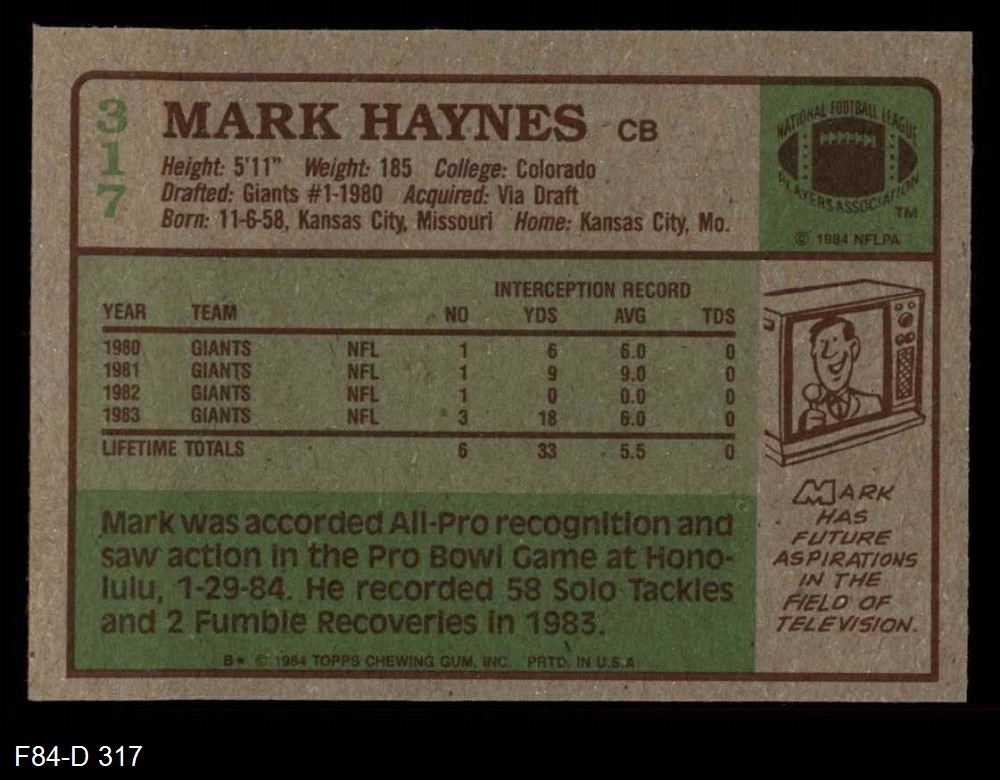 317
MARK HAYNES CB
Height: 5'11" Weight: 185 College: Colorado
Drafted: Giants #1-1980 Acquired: Via Draft
Born: 11-6-58, Kansas City, Missouri Home: Kansas City, Mo.
NATIONAL FOOTBALL LEAGUE
PLAYERS ASSOCIATION
TM
© 1984 NFLPA
INTERCEPTION RECORD
YEAR TEAM NO YDS AVG TDS
1980 GIANTS NFL 1 6 6.0 0
1981 GIANTS NFL 1 9 9.0 0
1982 GIANTS NFL 1 0 0.0 0
1983 GIANTS NFL 3 18 6.0 0
LIFETIME TOTALS 6 33 5.5 0
Mark was accorded All-Pro recognition and
saw action in the Pro Bowl Game at Hono-
lulu, 1-29-84. He recorded 58 Solo Tackles
and 2 Fumble Recoveries in 1983.
B* © 1984 TOPPS CHEWING GUM, INC. PRTD. IN U.S.A.
MARK
HAS
FUTURE
ASPIRATIONS
IN THE
FIELD OF
TELEVISION.
F84-D 317